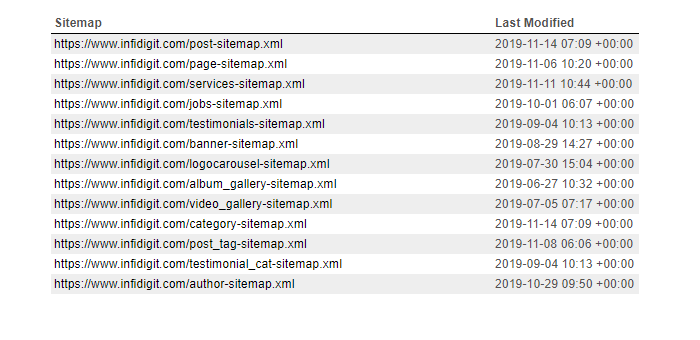 Sitemap Last Modified
https://www.infidigit.com/post-sitemap.xml 2019-11-14 07:09 +00:00
https://www.infidigit.com/page-sitemap.xml 2019-11-06 10:20 +00:00
https://www.infidigit.com/services-sitemap.xml 2019-11-11 10:44 +00:00
https://www.infidigit.com/jobs-sitemap.xml 2019-10-01 06:07 +00:00
https://www.infidigit.com/testimonials-sitemap.xml 2019-09-04 10:13 +00:00
https://www.infidigit.com/banner-sitemap.xml 2019-08-29 14:27 +00:00
https://www.infidigit.com/logocarousel-sitemap.xml 2019-07-30 15:04 +00:00
https://www.infidigit.com/album_gallery-sitemap.xml 2019-06-27 10:32 +00:00
https://www.infidigit.com/video_gallery-sitemap.xml 2019-07-05 07:17 +00:00
https://www.infidigit.com/category-sitemap.xml 2019-11-14 07:09 +00:00
https://www.infidigit.com/post_tag-sitemap.xml 2019-11-08 06:06 +00:00
https://www.infidigit.com/testimonial_cat-sitemap.xml 2019-09-04 10:13 +00:00
https://www.infidigit.com/author-sitemap.xml 2019-10-29 09:50 +00:00